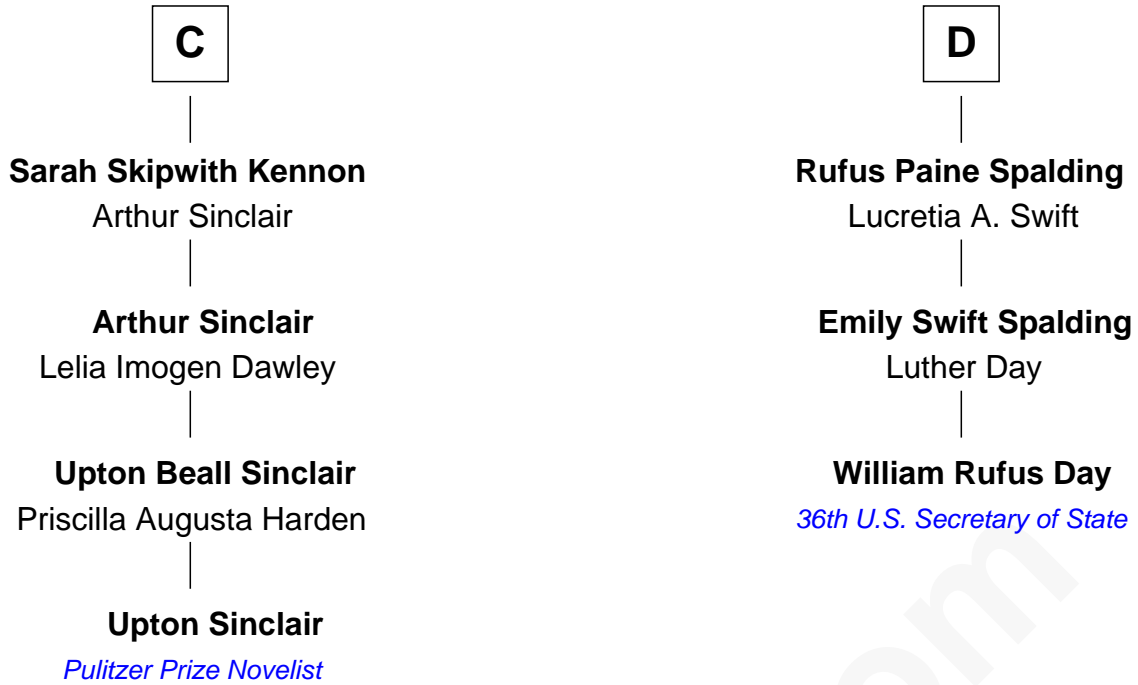 C
Sarah Skipwith Kennon
Arthur Sinclair
Arthur Sinclair
Lelia Imogen Dawley
Upton Beall Sinclair
Priscilla Augusta Harden
Upton Sinclair
Pulitzer Prize Novelist
D
Rufus Paine Spalding
Lucretia A. Swift
Emily Swift Spalding
Luther Day
William Rufus Day
36th U.S. Secretary of State